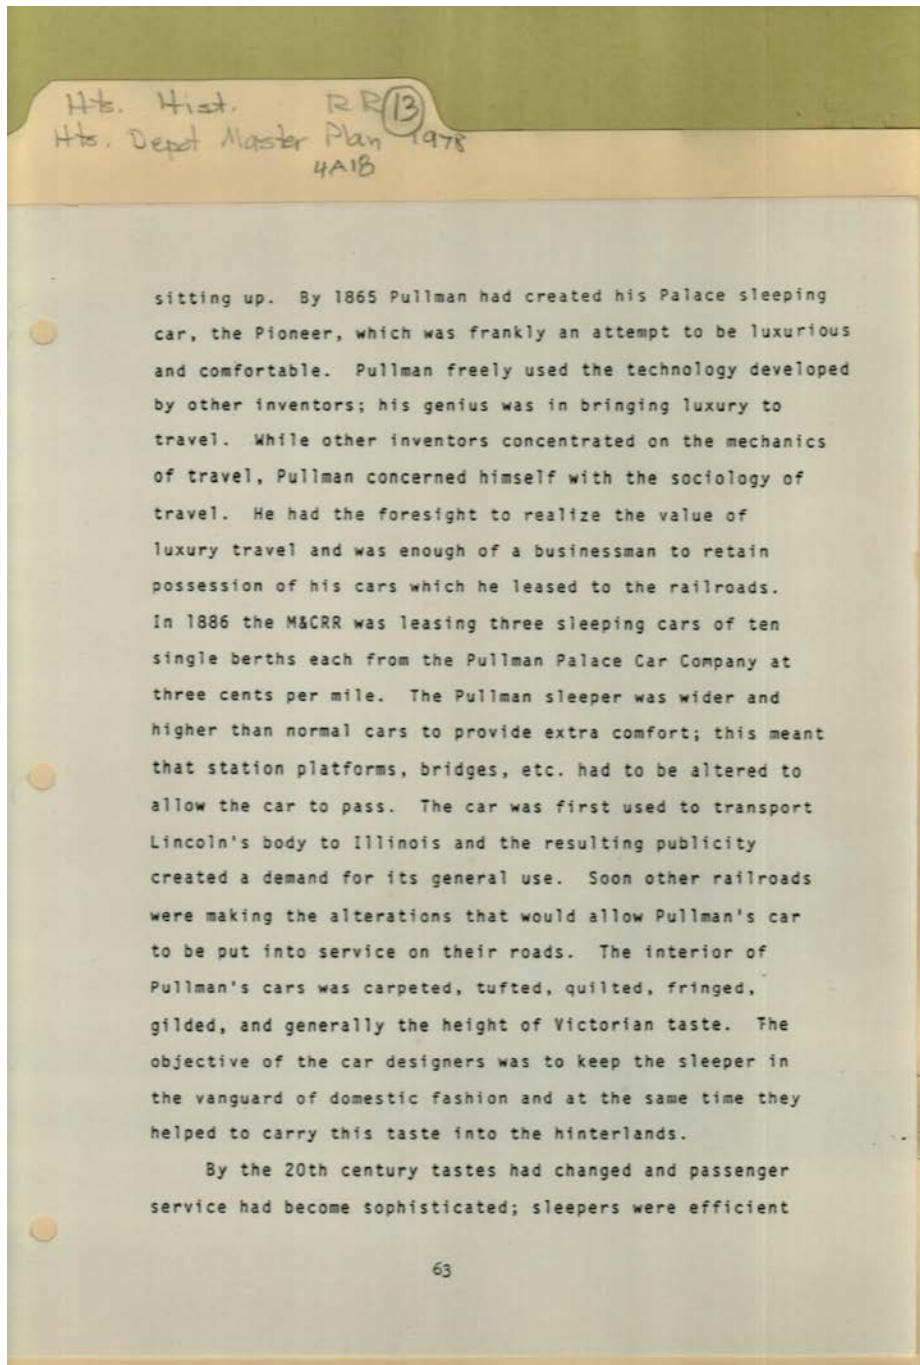 Hts. Hist. RR 13
Hts. Depot Master Plan 1978
4A18
sitting up. By 1865 Pullman had created his Palace sleeping
car, the Pioneer, which was frankly an attempt to be luxurious
and comfortable. Pullman freely used the technology developed
by other inventors; his genius was in bringing luxury to
travel. While other inventors concentrated on the mechanics
of travel, Pullman concerned himself with the sociology of
travel. He had the foresight to realize the value of
luxury travel and was enough of a businessman to retain
possession of his cars which he leased to the railroads.
In 1886 the M&CRR was leasing three sleeping cars of ten
single berths each from the Pullman Palace Car Company at
three cents per mile. The Pullman sleeper was wider and
higher than normal cars to provide extra comfort; this meant
that station platforms, bridges, etc. had to be altered to
allow the car to pass. The car was first used to transport
Lincoln's body to Illinois and the resulting publicity
created a demand for its general use. Soon other railroads
were making the alterations that would allow Pullman's car
to be put into service on their roads. The interior of
Pullman's cars was carpeted, tufted, quilted, fringed,
gilded, and generally the height of Victorian taste. The
objective of the car designers was to keep the sleeper in
the vanguard of domestic fashion and at the same time they
helped to carry this taste into the hinterlands.
By the 20th century tastes had changed and passenger
service had become sophisticated; sleepers were efficient
63